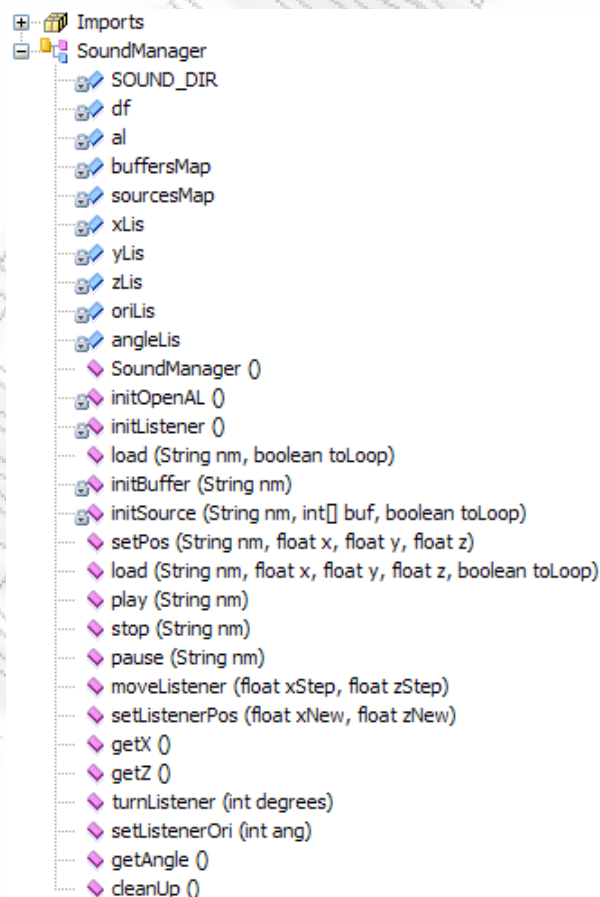 Imports
SoundManager
SOUND_DIR
df
al
buffersMap
sourcesMap
xLis
yLis
zLis
oriLis
angleLis
SoundManager ()
initOpenAL ()
initListener ()
load (String nm, boolean toLoop)
initBuffer (String nm)
initSource (String nm, int[] buf, boolean toLoop)
setPos (String nm, float x, float y, float z)
load (String nm, float x, float y, float z, boolean toLoop)
play (String nm)
stop (String nm)
pause (String nm)
moveListener (float xStep, float zStep)
setListenerPos (float xNew, float zNew)
getX ()
getZ ()
turnListener (int degrees)
setListenerOri (int ang)
getAngle ()
cleanUp ()